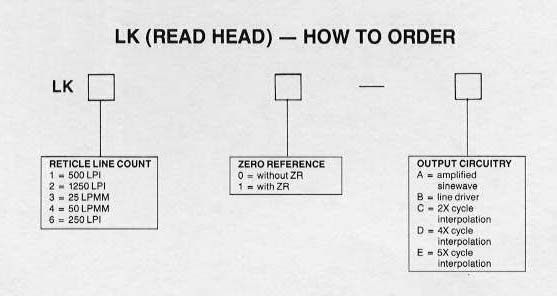 LK (READ HEAD) — HOW TO ORDER
LK —
RETICLE LINE COUNT
1 = 500 LPI
2 = 1250 LPI
3 = 25 LPMM
4 = 50 LPMM
6 = 250 LPI
ZERO REFERENCE
0 = without ZR
1 = with ZR
OUTPUT CIRCUITRY
A = amplified
sinewave
B = line driver
C = 2X cycle
interpolation
D = 4X cycle
interpolation
E = 5X cycle
interpolation